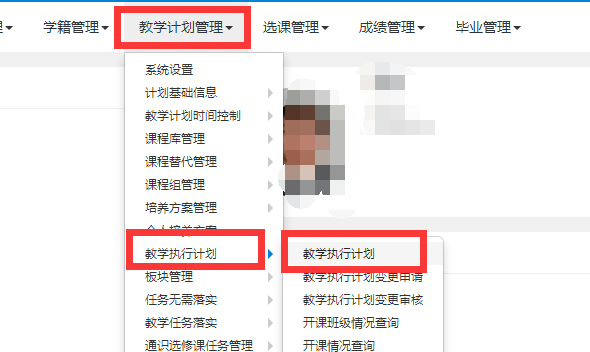 理 学籍管理 教学计划管理 选课管理 成绩管理 毕业管理
系统设置
计划基础信息
教学计划时间控制
课程库管理
课程替代管理
课程组管理
培养方案管理
个人培养方案
教学执行计划
板块管理
任务无需落实
教学任务落实
通识选修课任务管理
教学执行计划
教学执行计划变更申请
教学执行计划变更审核
开课班级情况查询
开课情况查询